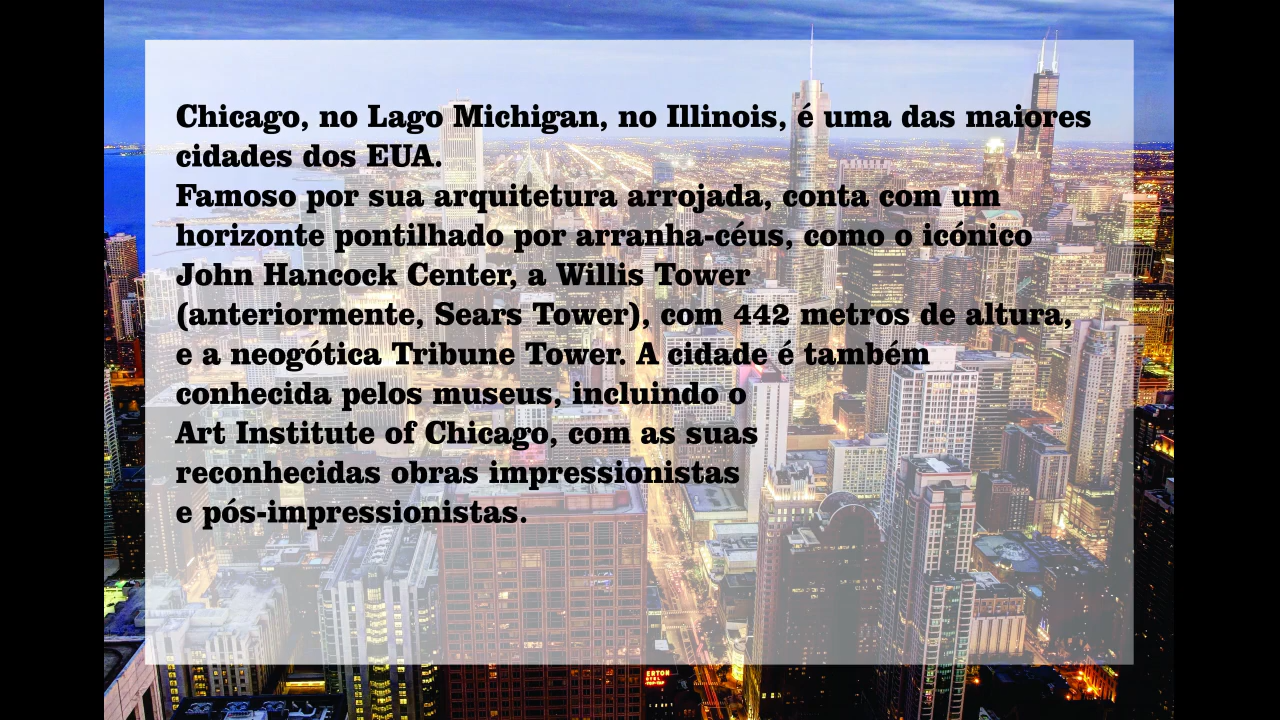 Chicago, no Lago Michigan, no Illinois, é uma das maiores
cidades dos EUA.
Famoso por sua arquitetura arrojada, conta com um
horizonte pontilhado por arranha-céus, como o icónico
John Hancock Center, a Willis Tower
(anteriormente, Sears Tower), com 442 metros de altura,
e a neogótica Tribune Tower. A cidade é também
conhecida pelos museus, incluindo o
Art Institute of Chicago, com as suas
reconhecidas obras impressionistas
e pós-impressionistas.